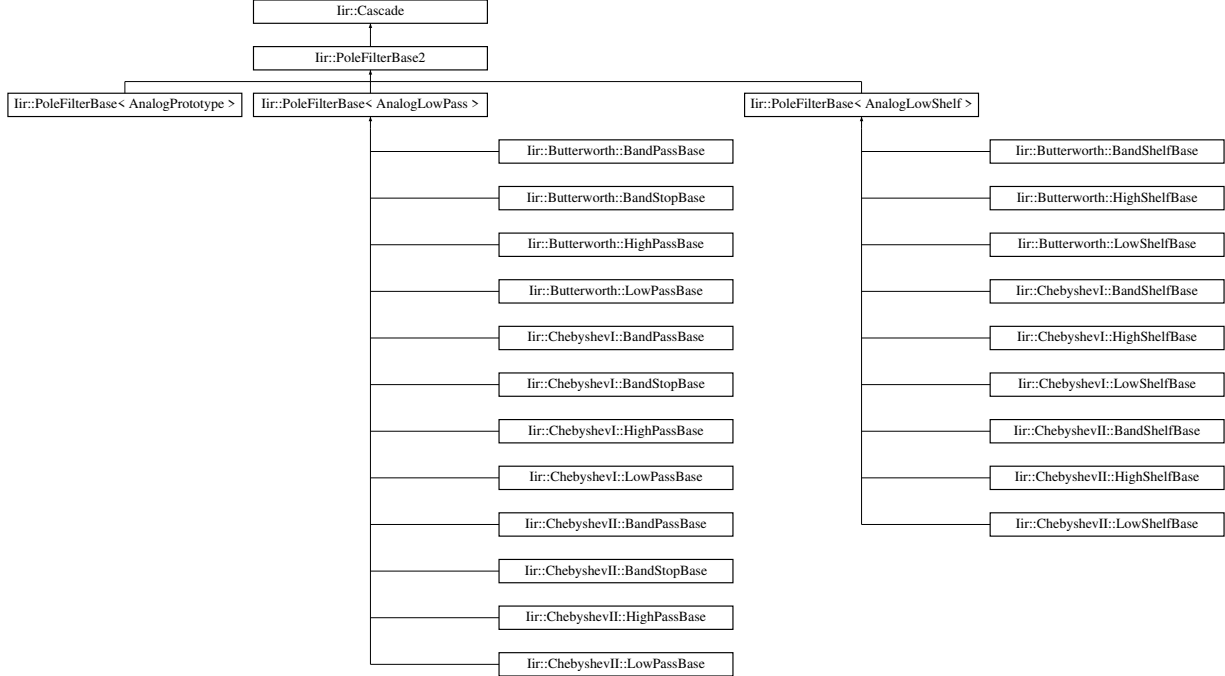 Iir::Cascade
Iir::PoleFilterBase2
Iir::PoleFilterBase< AnalogPrototype >
Iir::PoleFilterBase< AnalogLowPass >
Iir::PoleFilterBase< AnalogLowShelf >
Iir::Butterworth::BandPassBase
Iir::Butterworth::BandStopBase
Iir::Butterworth::HighPassBase
Iir::Butterworth::LowPassBase
Iir::ChebyshevI::BandPassBase
Iir::ChebyshevI::BandStopBase
Iir::ChebyshevI::HighPassBase
Iir::ChebyshevI::LowPassBase
Iir::ChebyshevII::BandPassBase
Iir::ChebyshevII::BandStopBase
Iir::ChebyshevII::HighPassBase
Iir::ChebyshevII::LowPassBase
Iir::Butterworth::BandShelfBase
Iir::Butterworth::HighShelfBase
Iir::Butterworth::LowShelfBase
Iir::ChebyshevI::BandShelfBase
Iir::ChebyshevI::HighShelfBase
Iir::ChebyshevI::LowShelfBase
Iir::ChebyshevII::BandShelfBase
Iir::ChebyshevII::HighShelfBase
Iir::ChebyshevII::LowShelfBase